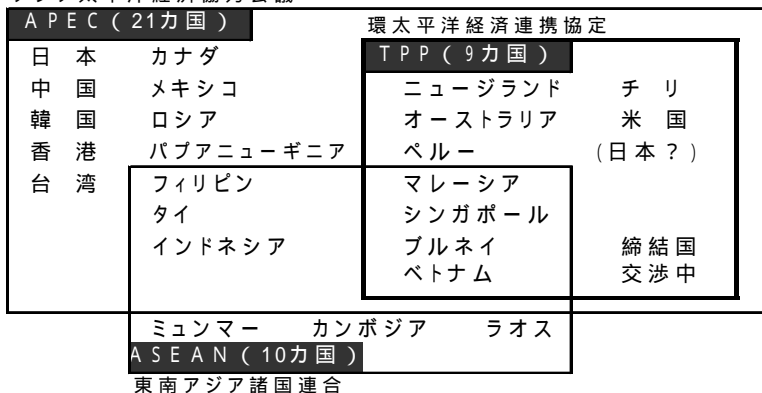 APEC(21カ国)
環太平洋経済連携協定
日本 カナダ TPP(9カ国)
中国 メキシコ ニュージランド チリ
韓国 ロシア オーストラリア 米国
香港 パプアニューギニア ペルー (日本?)
台湾 フィリピン マレーシア
タイ シンガポール
インドネシア ブルネイ 締結国
ベトナム 交渉中
ミュンマー カンボジア ラオス
ASEAN(10カ国)
東南アジア諸国連合